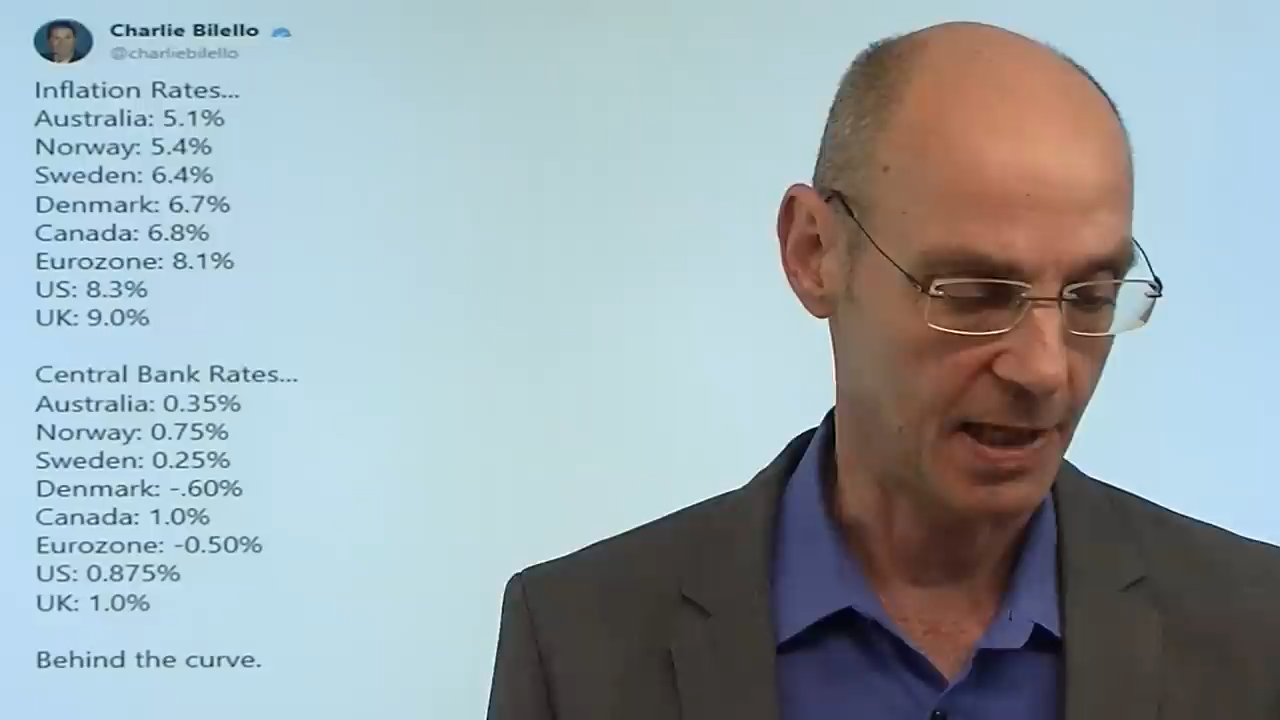 Charlie Bilello
@charliebilello
Inflation Rates...
Australia: 5.1%
Norway: 5.4%
Sweden: 6.4%
Denmark: 6.7%
Canada: 6.8%
Eurozone: 8.1%
US: 8.3%
UK: 9.0%
Central Bank Rates...
Australia: 0.35%
Norway: 0.75%
Sweden: 0.25%
Denmark: -.60%
Canada: 1.0%
Eurozone: -0.50%
US: 0.875%
UK: 1.0%
Behind the curve.